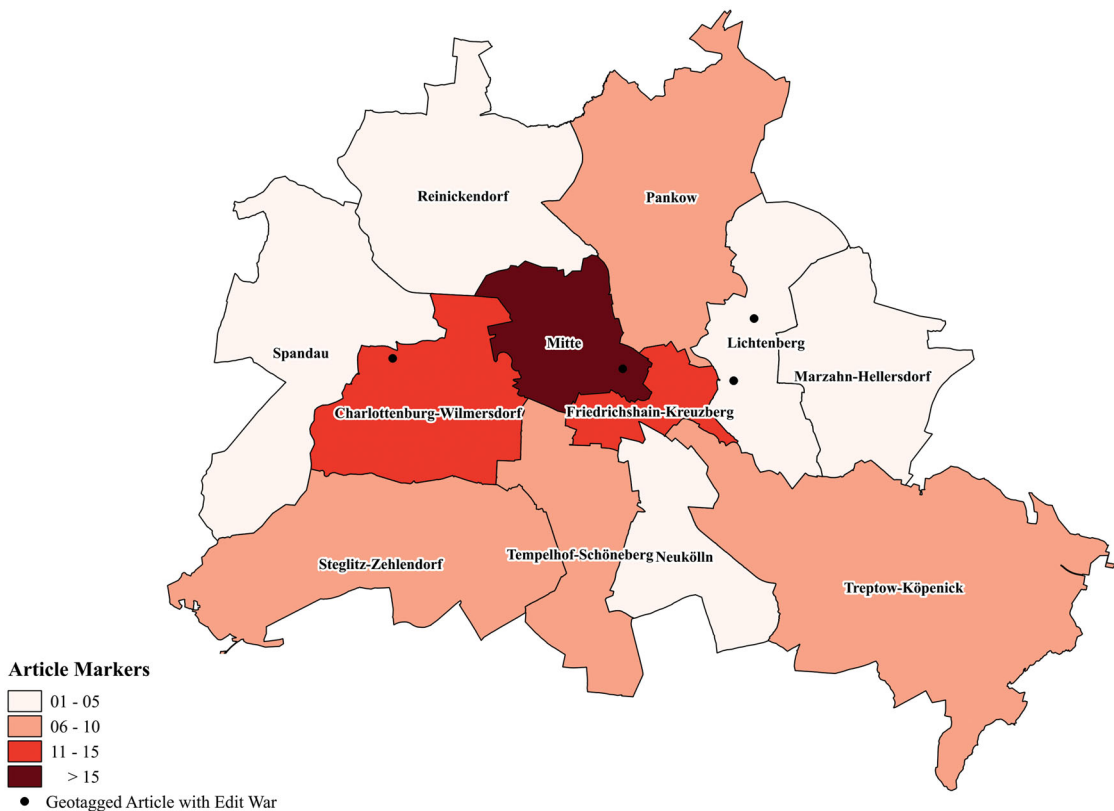 Reinickendorf
Pankow
Mitte
Lichtenberg
Spandau
Marzahn-Hellersdorf
Charlottenburg-Wilmersdorf
Friedrichshain-Kreuzberg
Tempelhof-Schöneberg
Neukölln
Steglitz-Zehlendorf
Treptow-Köpenick
Article Markers
01 - 05
06 - 10
11 - 15
> 15
Geotagged Article with Edit War